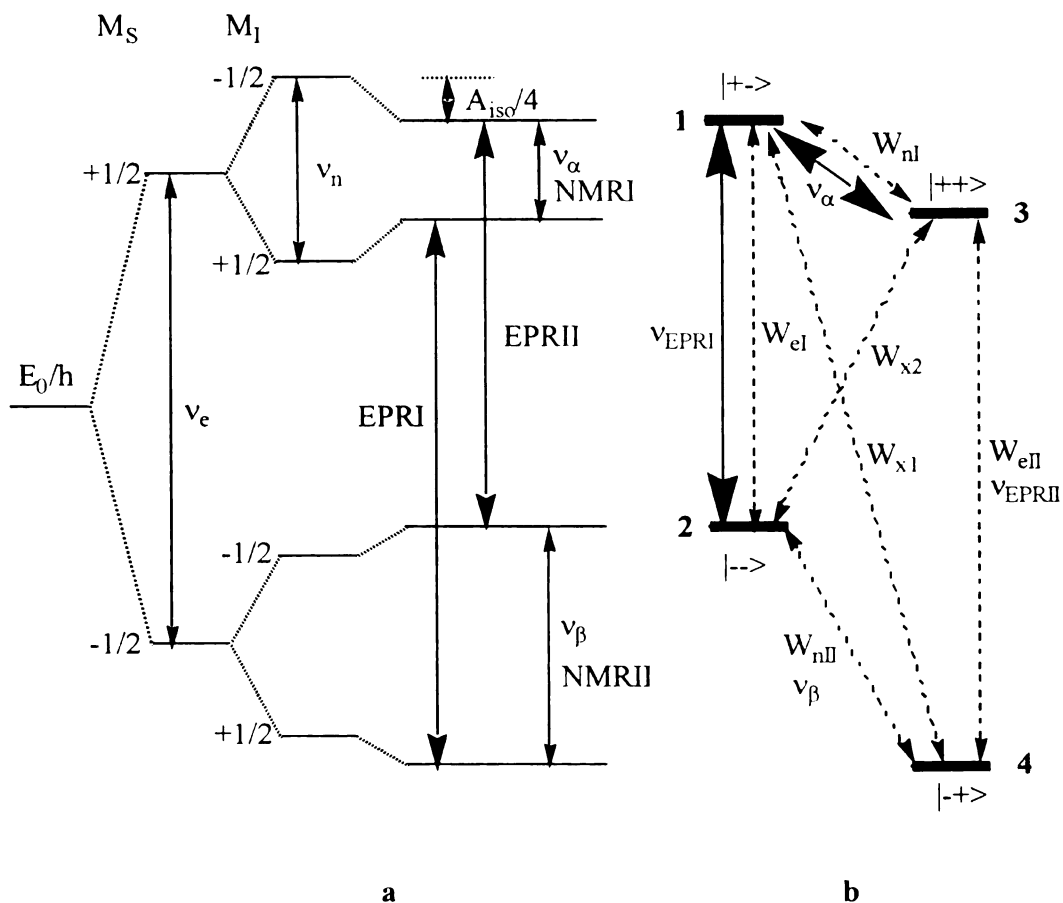 M_S M_I
-1/2
A_iso/4
ν_α
NMRI
ν_n
+1/2
+1/2
EPRII
E_0/h
ν_e
EPRI
-1/2
ν_β
NMRII
-1/2
+1/2
a
|+->
1
W_nI
ν_α
|++>
3
ν_EPRI
W_eI
W_x2
W_x1
W_eII
ν_EPRII
2
|-->
W_nII
ν_β
4
|-+>
b